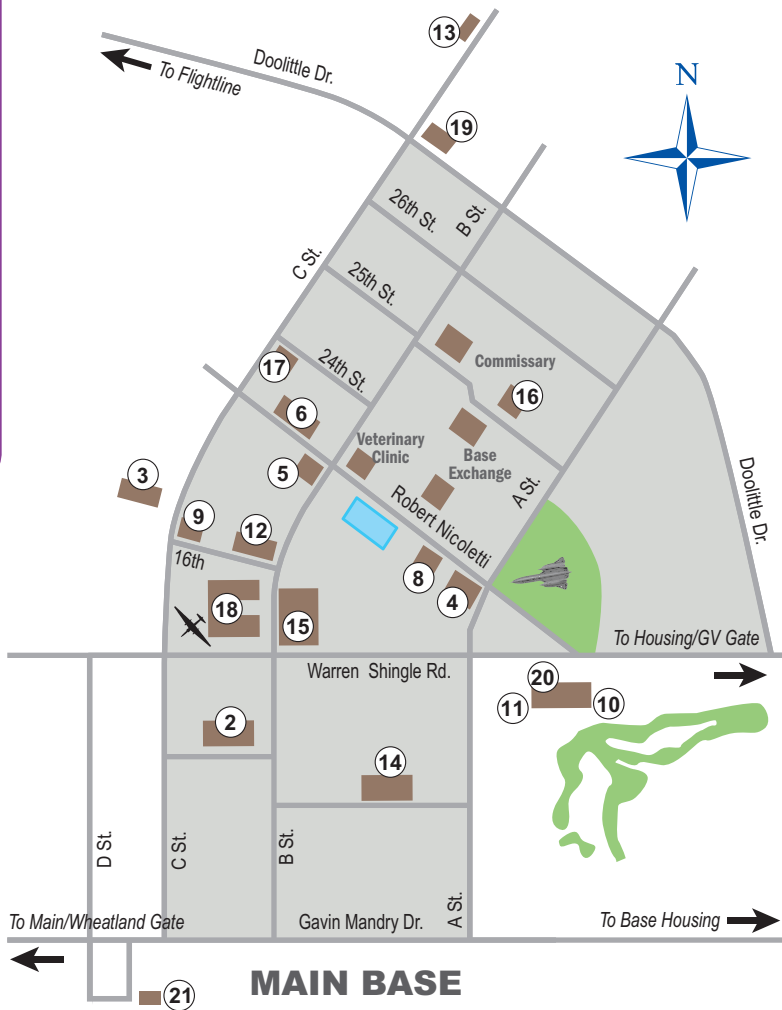 13
Doolittle Dr.
To Flightline
N
19
26th St.
B St.
C St.
25th St.
24th St.
17
Commissary
16
6
Veterinary
Clinic
Base
Exchange
5
3
A St.
Robert Nicoletti
Doolittle Dr.
9
12
16th
8
4
18
15
To Housing/GV Gate
Warren Shingle Rd.
20
11
10
2
14
D St.
C St.
B St.
A St.
To Main/Wheatland Gate
Gavin Mandry Dr.
To Base Housing
21
MAIN BASE